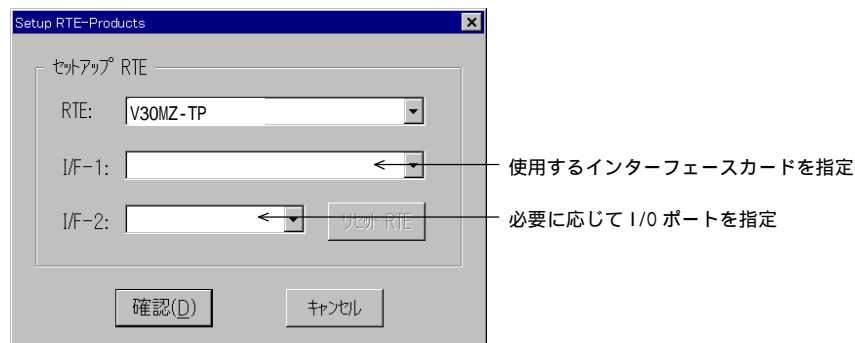 Setup RTE-Products
ｾｯﾄｱｯﾌﾟ RTE
RTE: V30MZ-TP
I/F-1: 使用するインターフェースカードを指定
I/F-2: ﾘｾｯﾄ RTE 必要に応じて I/O ポートを指定
確認(D) ｷｬﾝｾﾙ